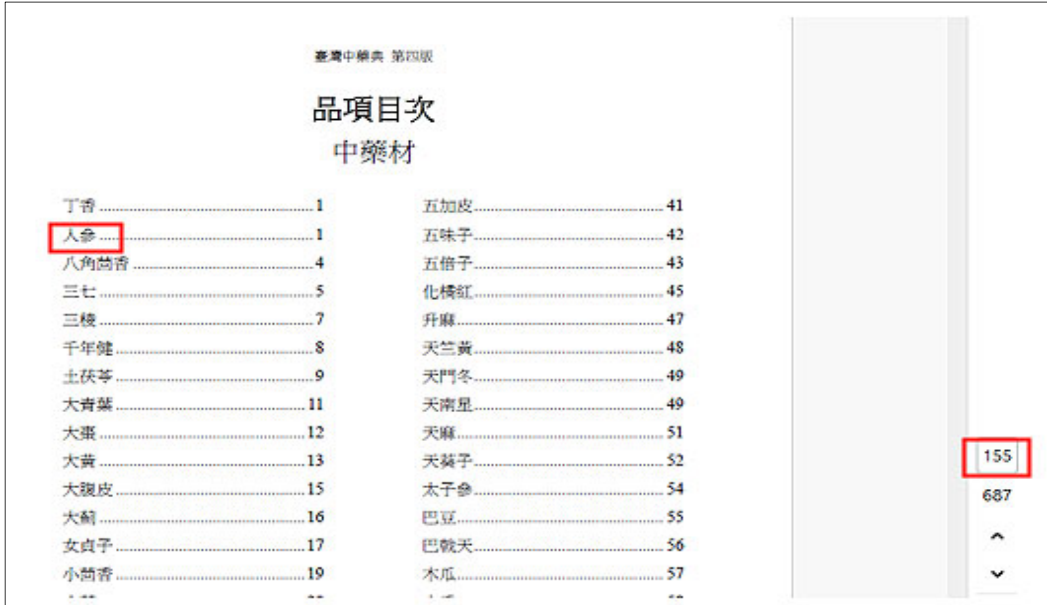 臺灣中藥典 第四版
品項目次
中藥材
丁香 1
人參 1
八角茴香 4
三七 5
三稜 7
千年健 8
土茯苓 9
大青葉 11
大棗 12
大黃 13
大腹皮 15
大薊 16
女貞子 17
小茴香 19
五加皮 41
五味子 42
五倍子 43
化橘紅 45
升麻 47
天竺黃 48
天門冬 49
天南星 49
天麻 51
天葵子 52
太子參 54
巴豆 55
巴戟天 56
木瓜 57
155
687